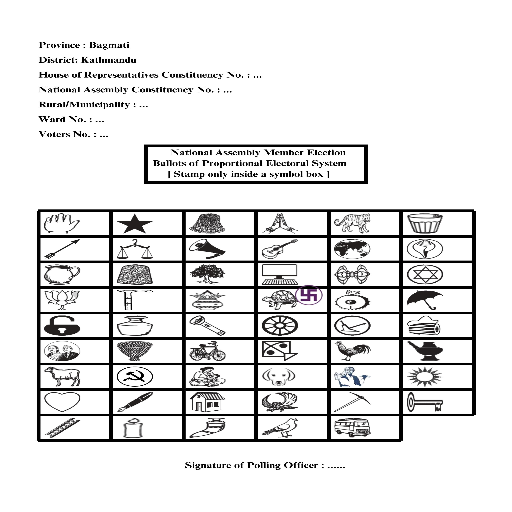 Province : Bagmati
District: Kathmandu
House of Representatives Constituency No. : ...
National Assembly Constituency No. : ...
Rural/Municipality : ...
Ward No. : ...
Voters No. : ...
National Assembly Member Election
Ballots of Proportional Electoral System
[ Stamp only inside a symbol box ]
Signature of Polling Officer : ......